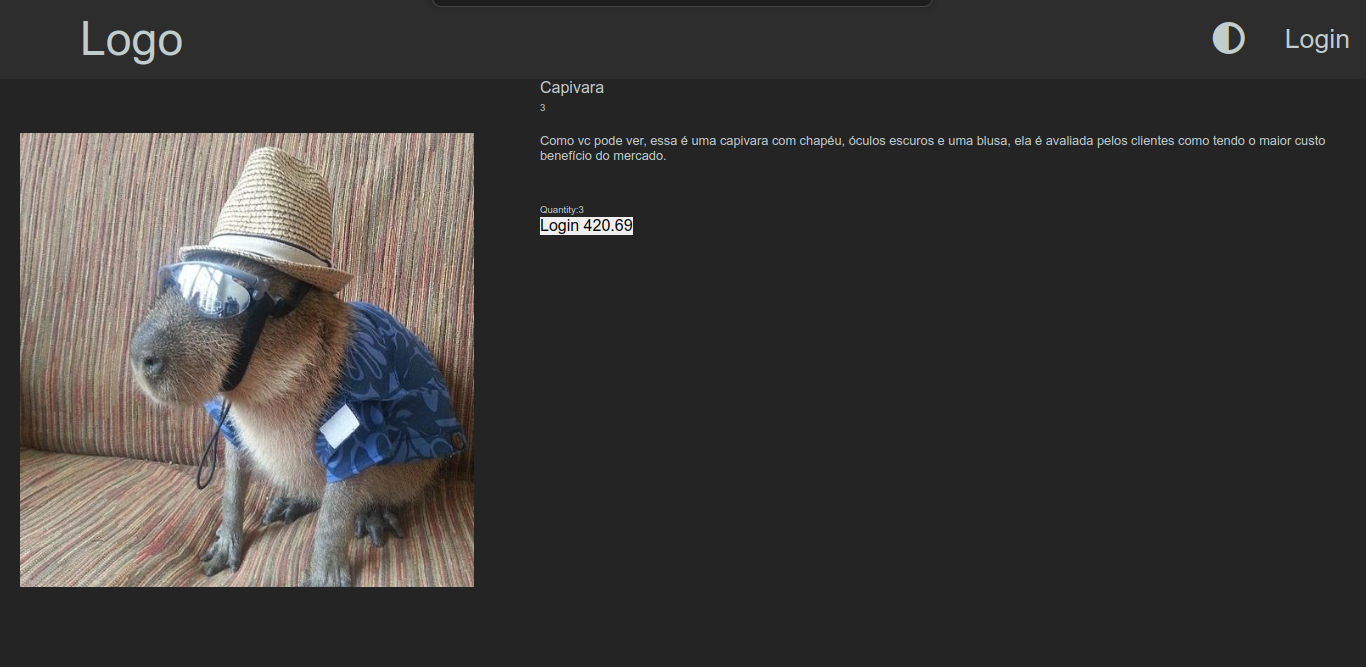 Logo
Login
Capivara
3
Como vc pode ver, essa é uma capivara com chapéu, óculos escuros e uma blusa, ela é avaliada pelos clientes como tendo o maior custo
benefício do mercado.
Quantity:3
Login 420.69